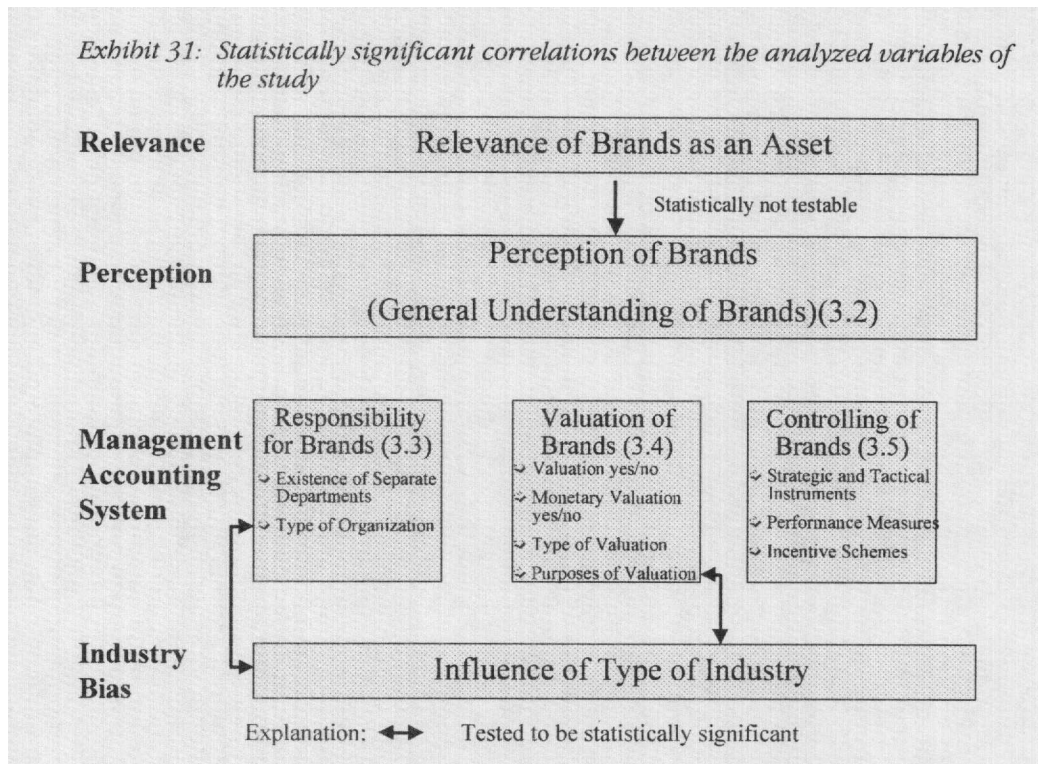 Exhibit 31: Statistically significant correlations between the analyzed variables of
the study
Relevance
Relevance of Brands as an Asset
Statistically not testable
Perception
Perception of Brands
(General Understanding of Brands)(3.2)
Management
Accounting
System
Responsibility
for Brands (3.3)
Existence of Separate
Departments
Type of Organization
Valuation of
Brands (3.4)
Valuation yes/no
Monetary Valuation
yes/no
Type of Valuation
Purposes of Valuation
Controlling of
Brands (3.5)
Strategic and Tactical
Instruments
Performance Measures
Incentive Schemes
Industry
Bias
Influence of Type of Industry
Explanation: Tested to be statistically significant